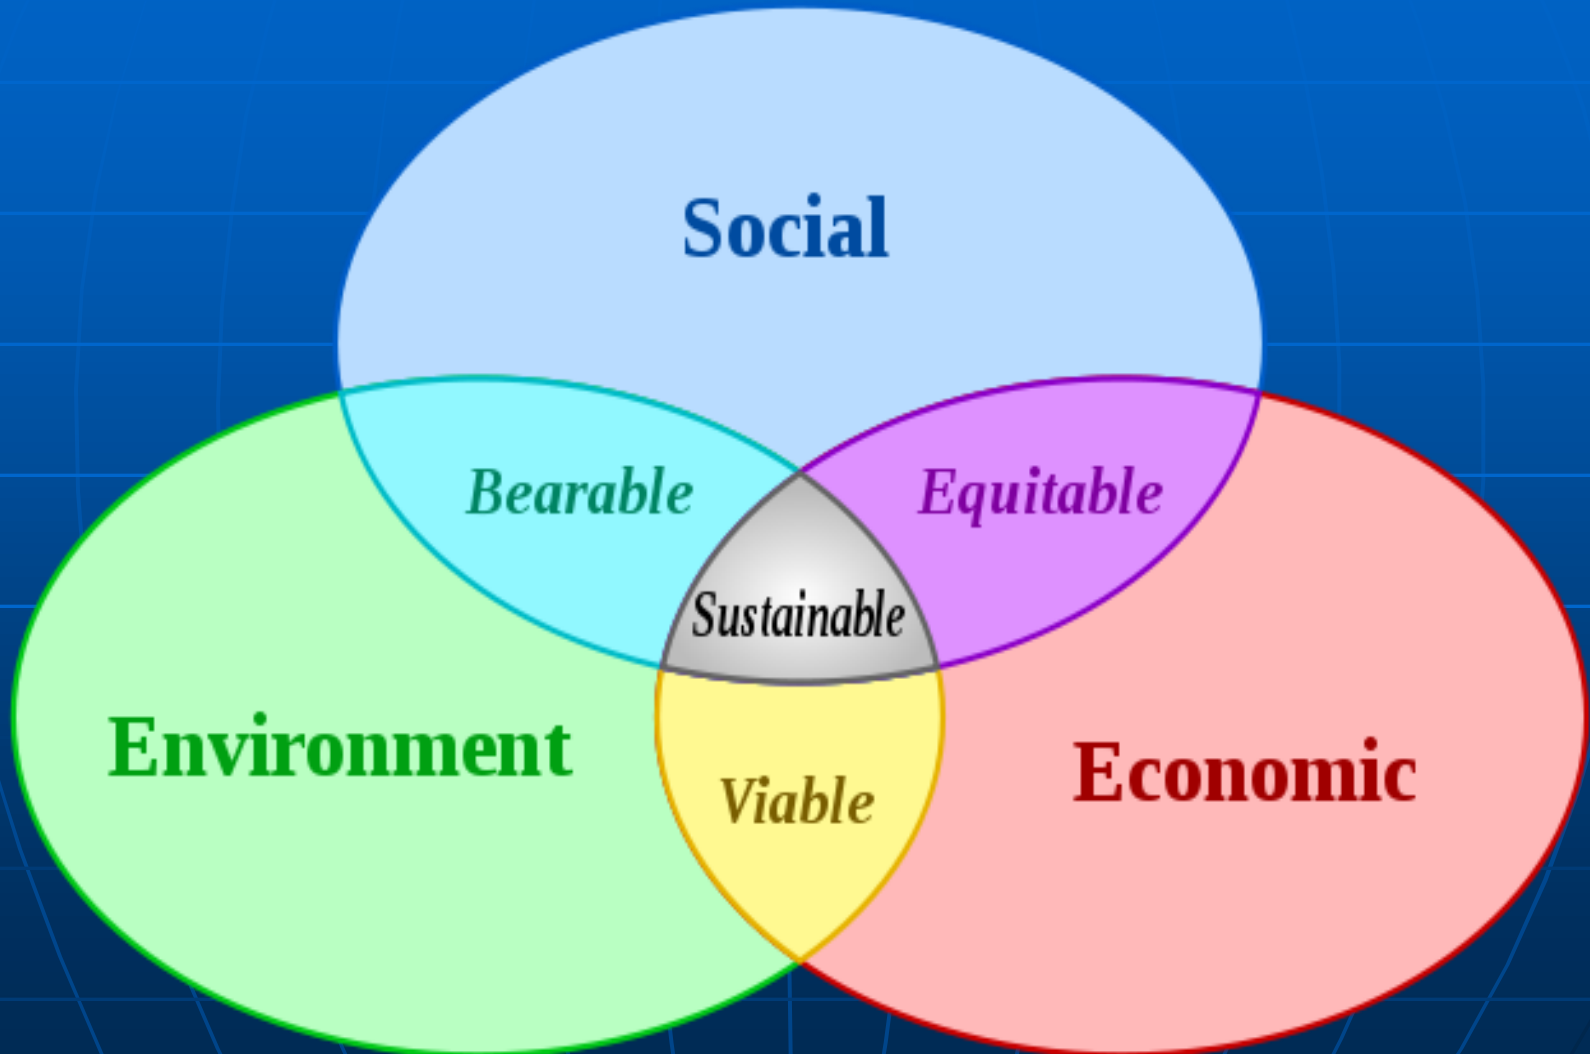 Social
Bearable
Equitable
Sustainable
Environment
Economic
Viable